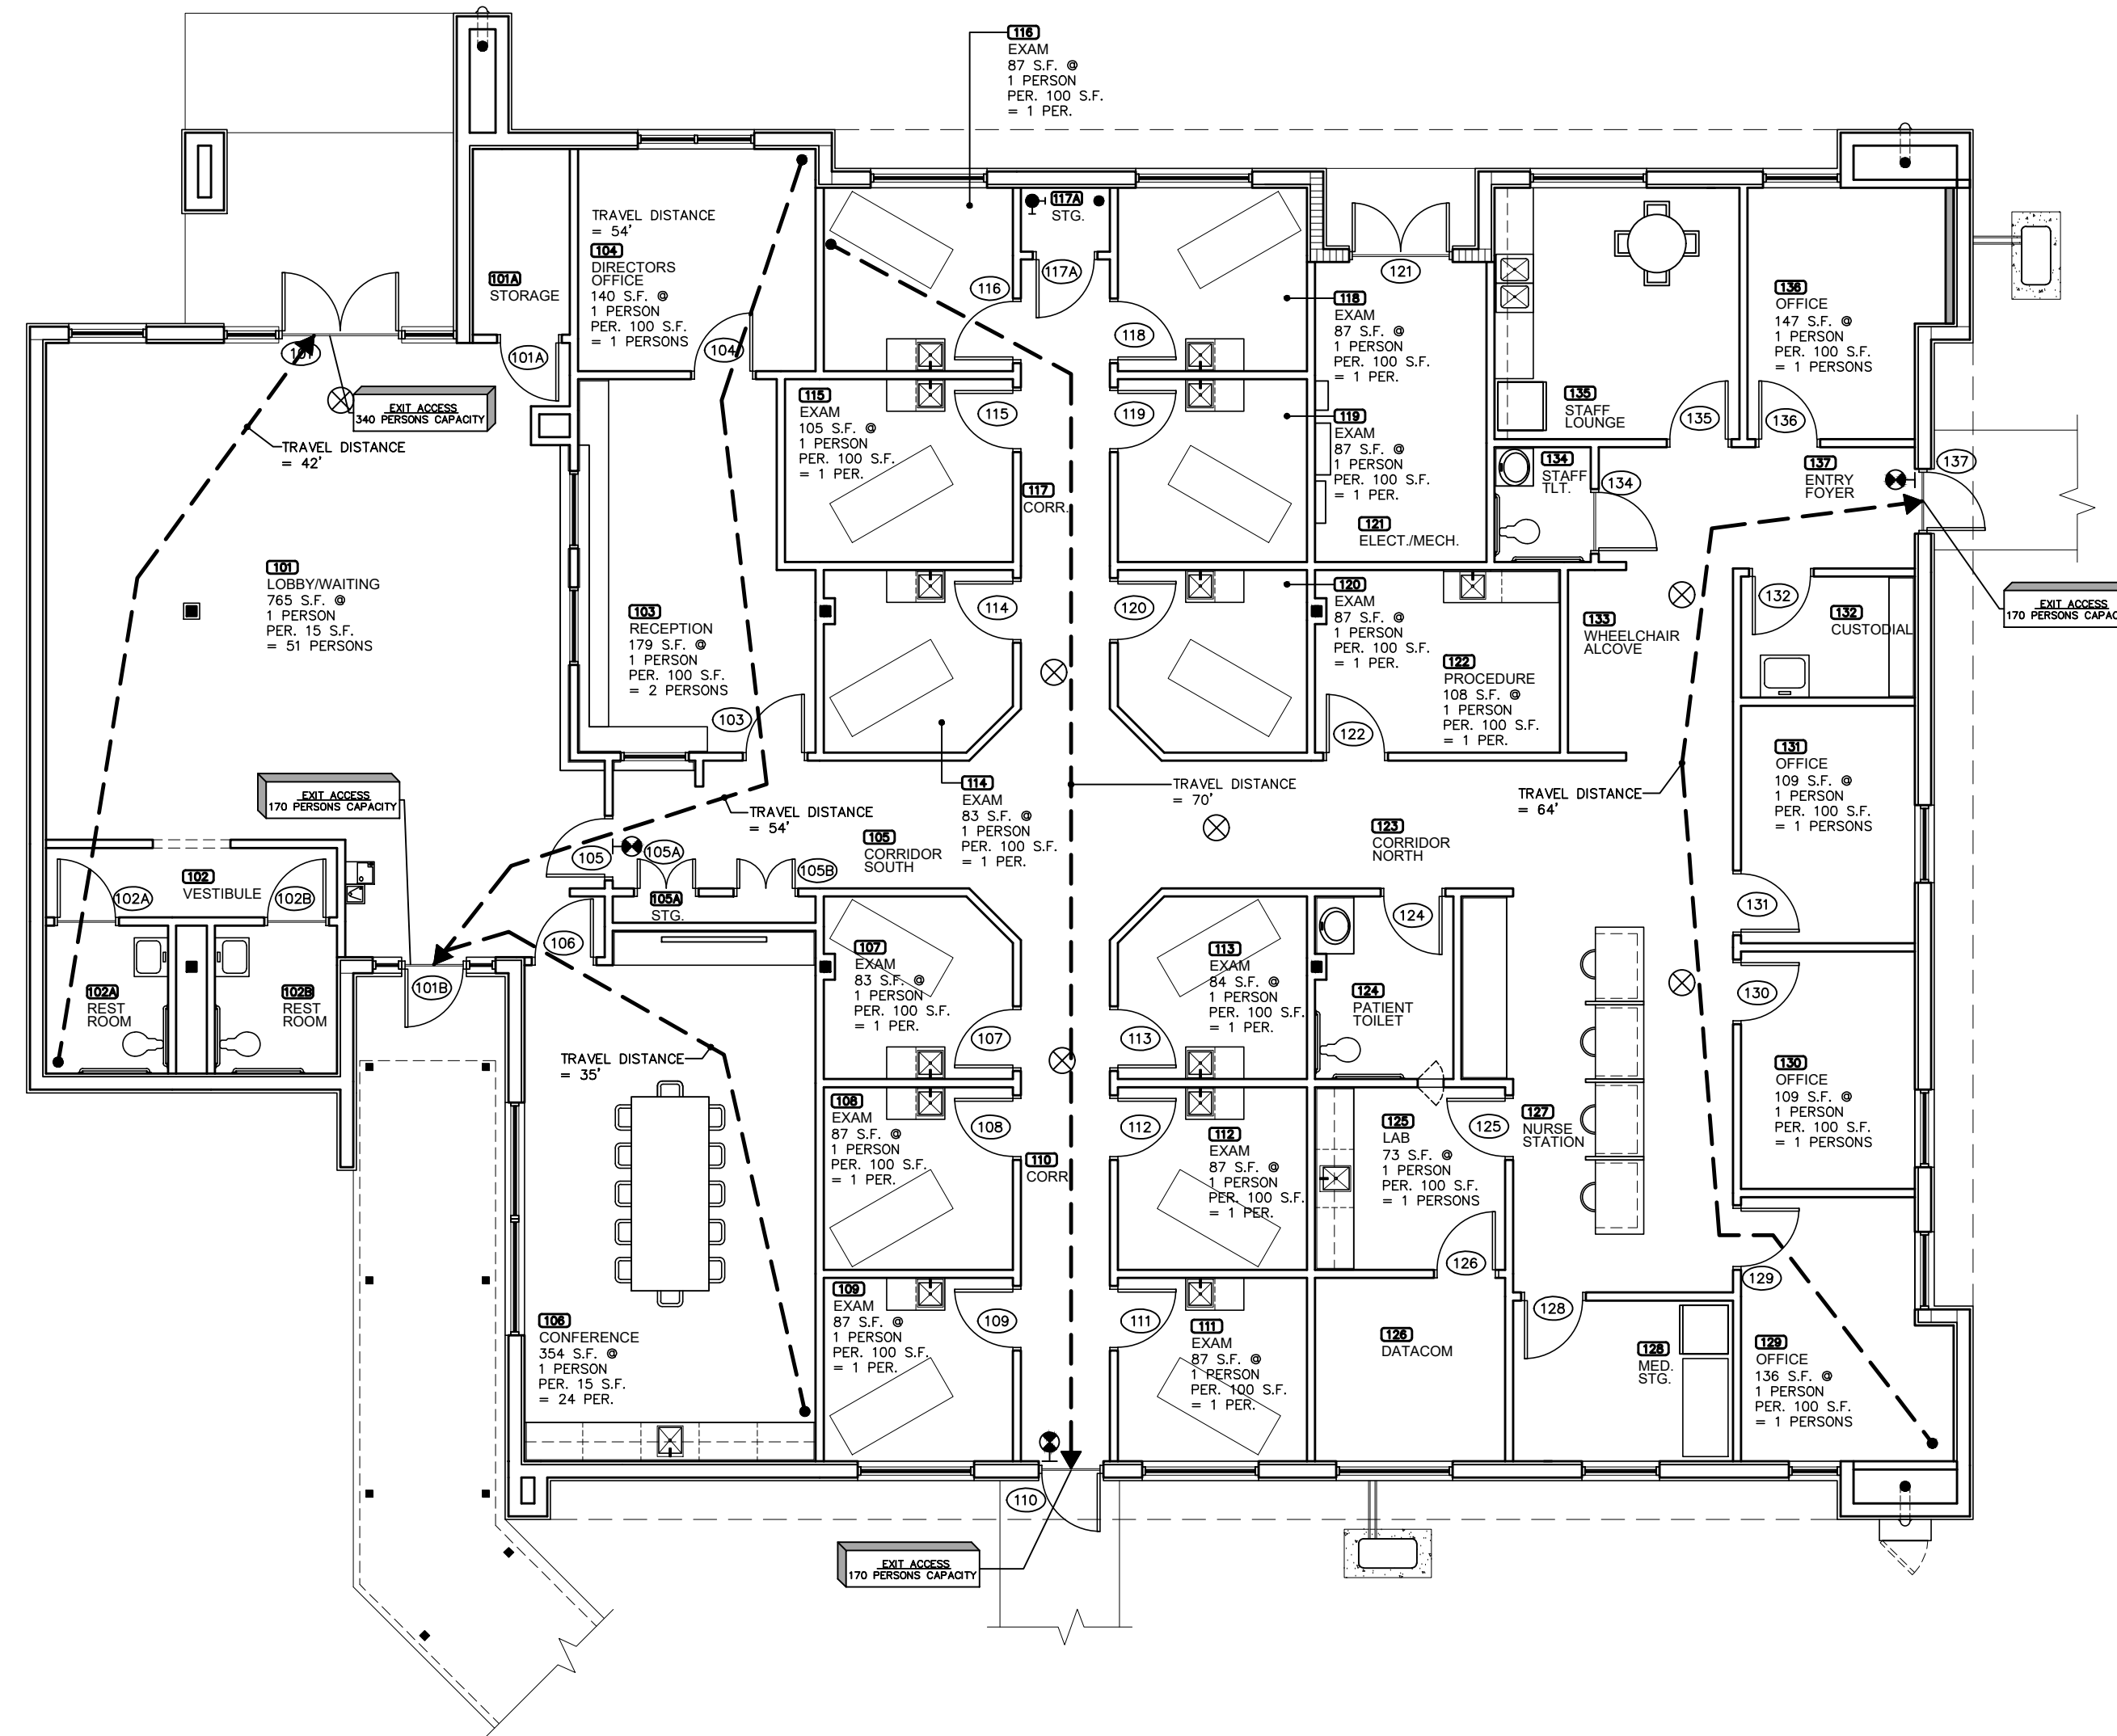 116
EXAM
87 S.F. @
1 PERSON
PER. 100 S.F.
= 1 PER.
117A
STG.
TRAVEL DISTANCE
= 54'
104
DIRECTORS
OFFICE
140 S.F. @
1 PERSON
PER. 100 S.F.
= 1 PERSONS
101A
STORAGE
116
117A
118
121
118
EXAM
87 S.F. @
1 PERSON
PER. 100 S.F.
= 1 PER.
136
OFFICE
147 S.F. @
1 PERSON
PER. 100 S.F.
= 1 PERSONS
101
101A
104
EXIT ACCESS
340 PERSONS CAPACITY
TRAVEL DISTANCE
= 42'
115
EXAM
105 S.F. @
1 PERSON
PER. 100 S.F.
= 1 PER.
115
119
119
EXAM
87 S.F. @
1 PERSON
PER. 100 S.F.
= 1 PER.
135
STAFF
LOUNGE
135
136
117
CORR.
121
ELECT./MECH.
134
STAFF
TLT.
134
137
ENTRY
FOYER
137
101
LOBBY/WAITING
765 S.F. @
1 PERSON
PER. 15 S.F.
= 51 PERSONS
103
RECEPTION
179 S.F. @
1 PERSON
PER. 100 S.F.
= 2 PERSONS
103
114
120
120
EXAM
87 S.F. @
1 PERSON
PER. 100 S.F.
= 1 PER.
122
PROCEDURE
108 S.F. @
1 PERSON
PER. 100 S.F.
= 1 PER.
122
133
WHEELCHAIR
ALCOVE
132
132
CUSTODIAL
EXIT ACCESS
170 PERSONS CAPAC
EXIT ACCESS
170 PERSONS CAPACITY
TRAVEL DISTANCE
= 54'
114
EXAM
83 S.F. @
1 PERSON
PER. 100 S.F.
= 1 PER.
TRAVEL DISTANCE
= 70'
TRAVEL DISTANCE
= 64'
131
OFFICE
109 S.F. @
1 PERSON
PER. 100 S.F.
= 1 PERSONS
105
105A
105B
105
CORRIDOR
SOUTH
123
CORRIDOR
NORTH
102
VESTIBULE
102A
102B
105A
STG.
106
124
131
107
EXAM
83 S.F. @
1 PERSON
PER. 100 S.F.
= 1 PER.
113
EXAM
84 S.F. @
1 PERSON
PER. 100 S.F.
= 1 PER.
102A
REST
ROOM
102B
REST
ROOM
101B
124
PATIENT
TOILET
130
107
113
TRAVEL DISTANCE
= 35'
130
OFFICE
109 S.F. @
1 PERSON
PER. 100 S.F.
= 1 PERSONS
108
EXAM
87 S.F. @
1 PERSON
PER. 100 S.F.
= 1 PER.
108
112
112
EXAM
87 S.F. @
1 PERSON
PER. 100 S.F.
= 1 PER.
125
LAB
73 S.F. @
1 PERSON
PER. 100 S.F.
= 1 PERSONS
125
127
NURSE
STATION
110
CORR.
126
129
109
EXAM
87 S.F. @
1 PERSON
PER. 100 S.F.
= 1 PER.
109
111
111
EXAM
87 S.F. @
1 PERSON
PER. 100 S.F.
= 1 PER.
128
106
CONFERENCE
354 S.F. @
1 PERSON
PER. 15 S.F.
= 24 PER.
126
DATACOM
128
MED.
STG.
129
OFFICE
136 S.F. @
1 PERSON
PER. 100 S.F.
= 1 PERSONS
110
EXIT ACCESS
170 PERSONS CAPACITY